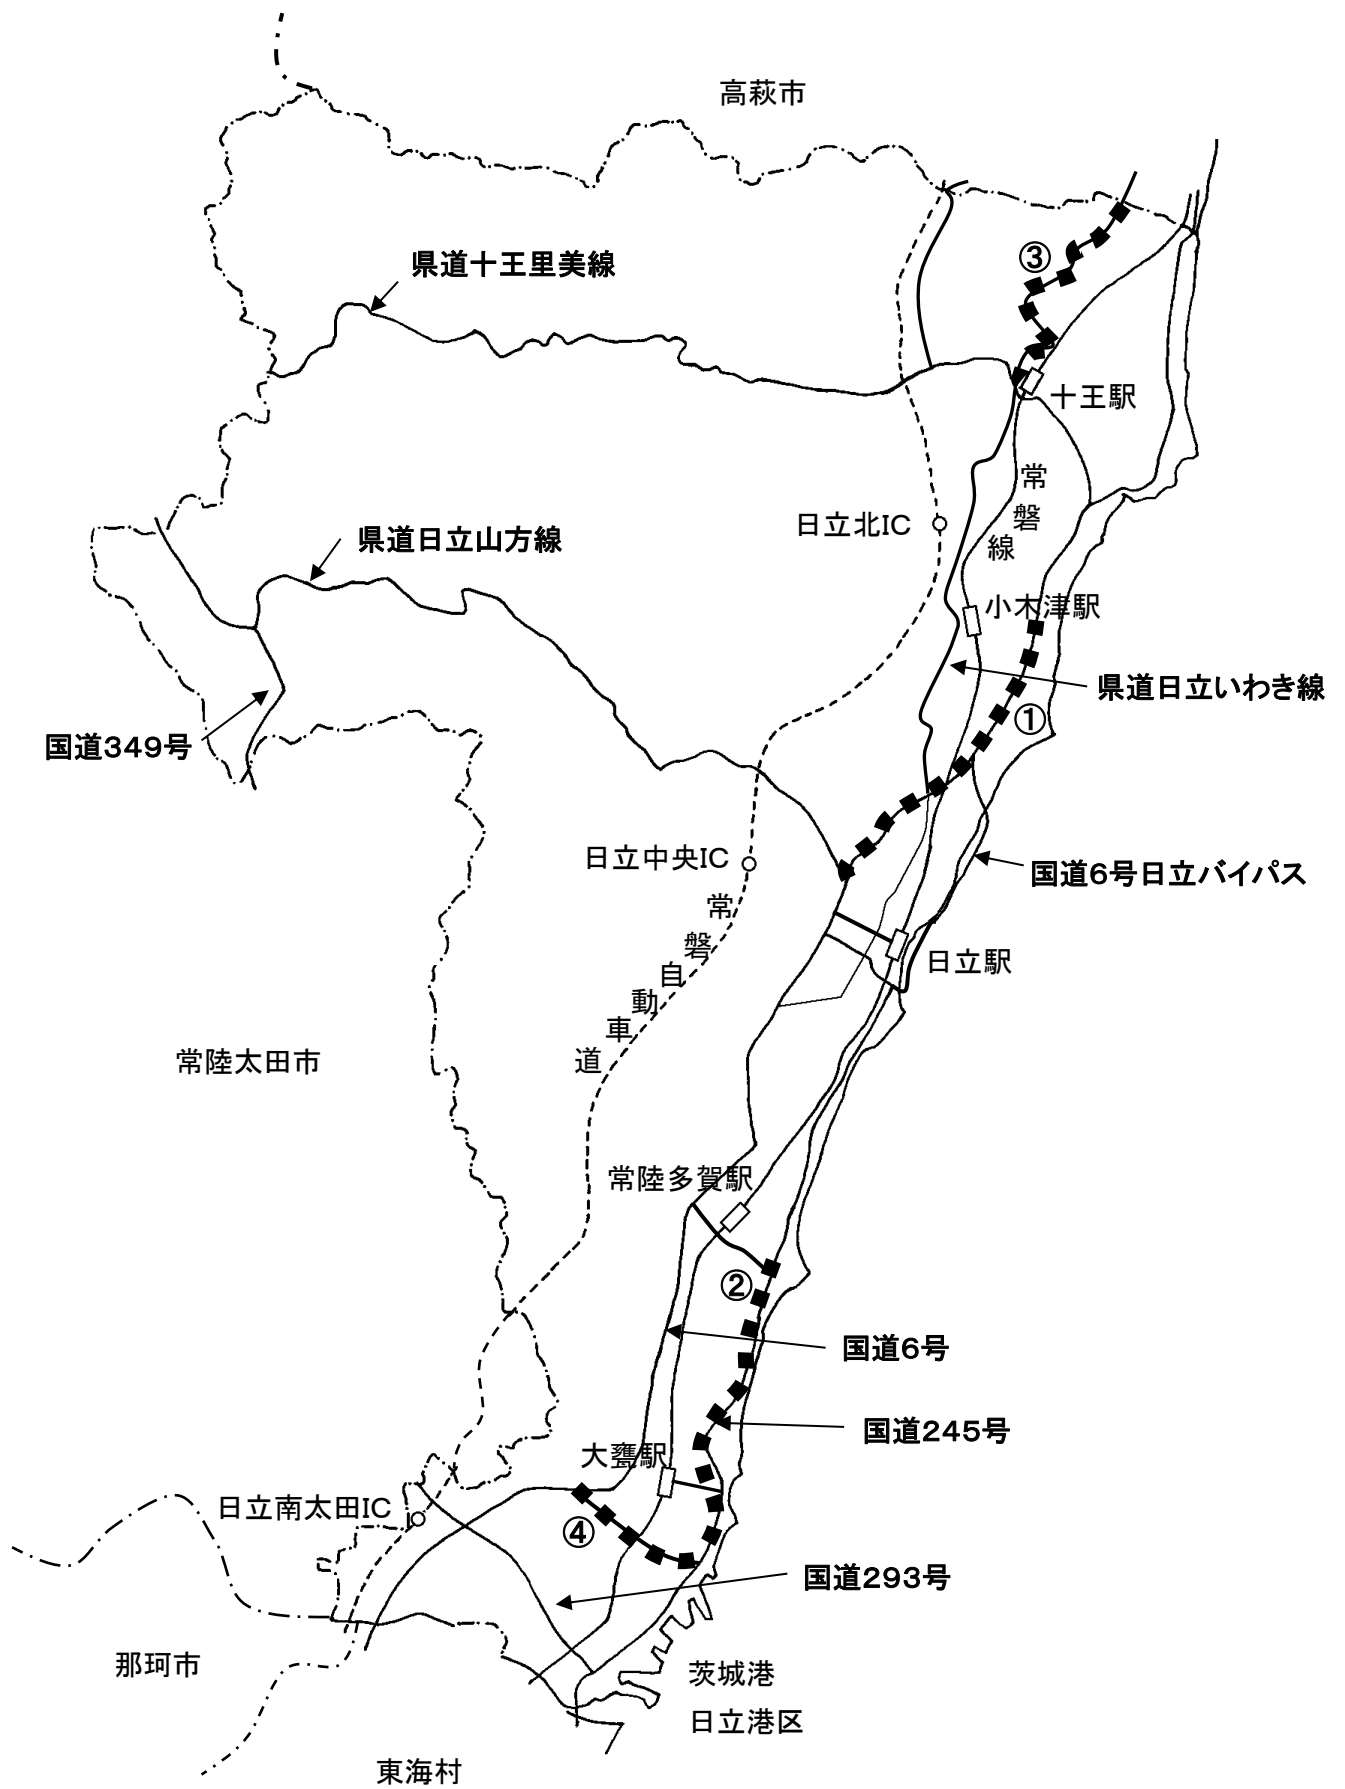 高萩市
県道十王里美線
③
十王駅
常磐線
日立北IC
県道日立山方線
小木津駅
県道日立いわき線
①
国道349号
日立中央IC
国道6号日立バイパス
常磐自動車道
日立駅
常陸太田市
常陸多賀駅
②
国道6号
国道245号
大甕駅
日立南太田IC
④
国道293号
那珂市
茨城港
日立港区
東海村